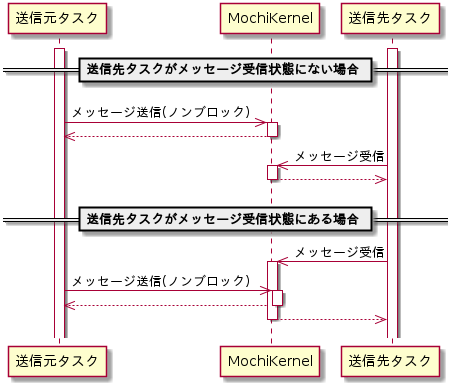 送信元タスク
MochiKernel
送信先タスク
送信先タスクがメッセージ受信状態にない場合
メッセージ送信(ノンブロック)
メッセージ受信
送信先タスクがメッセージ受信状態にある場合
メッセージ受信
メッセージ送信(ノンブロック)
送信元タスク
MochiKernel
送信先タスク